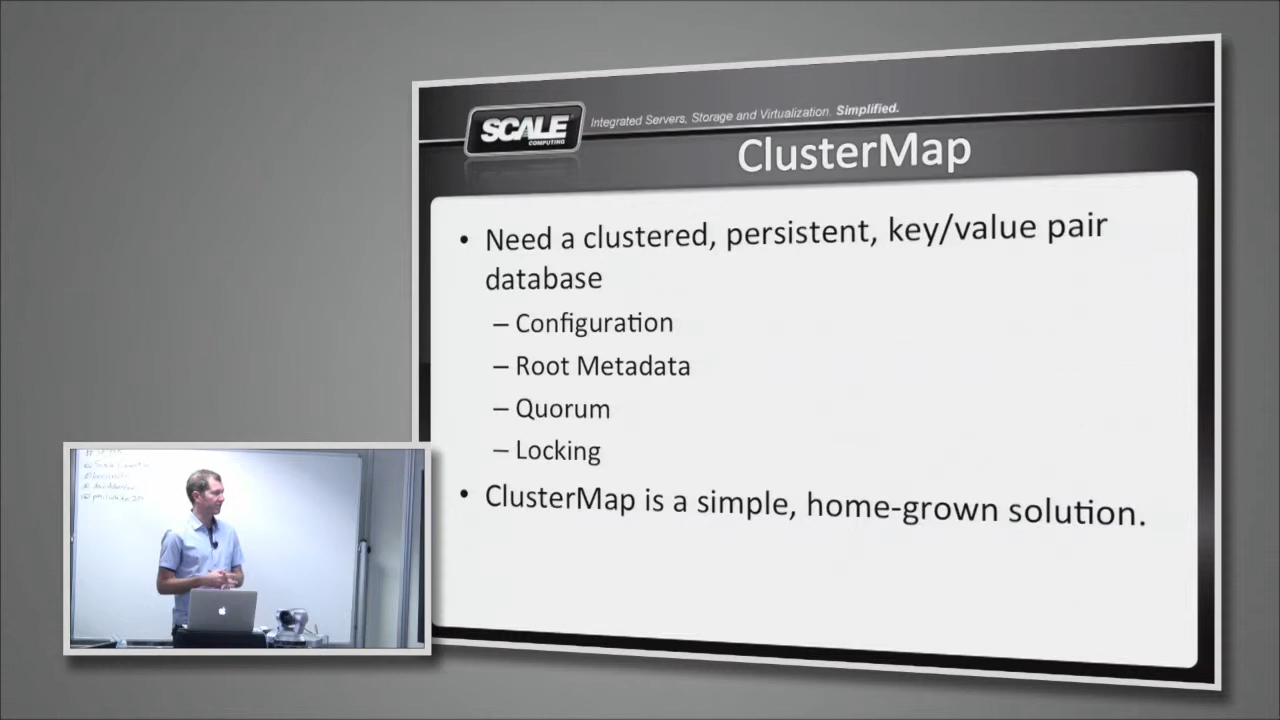 SCALE
COMPUTING
Integrated Servers, Storage and Virtualization. Simplified.
ClusterMap
• Need a clustered, persistent, key/value pair
database
– Configuration
– Root Metadata
– Quorum
– Locking
• ClusterMap is a simple, home-grown solution.